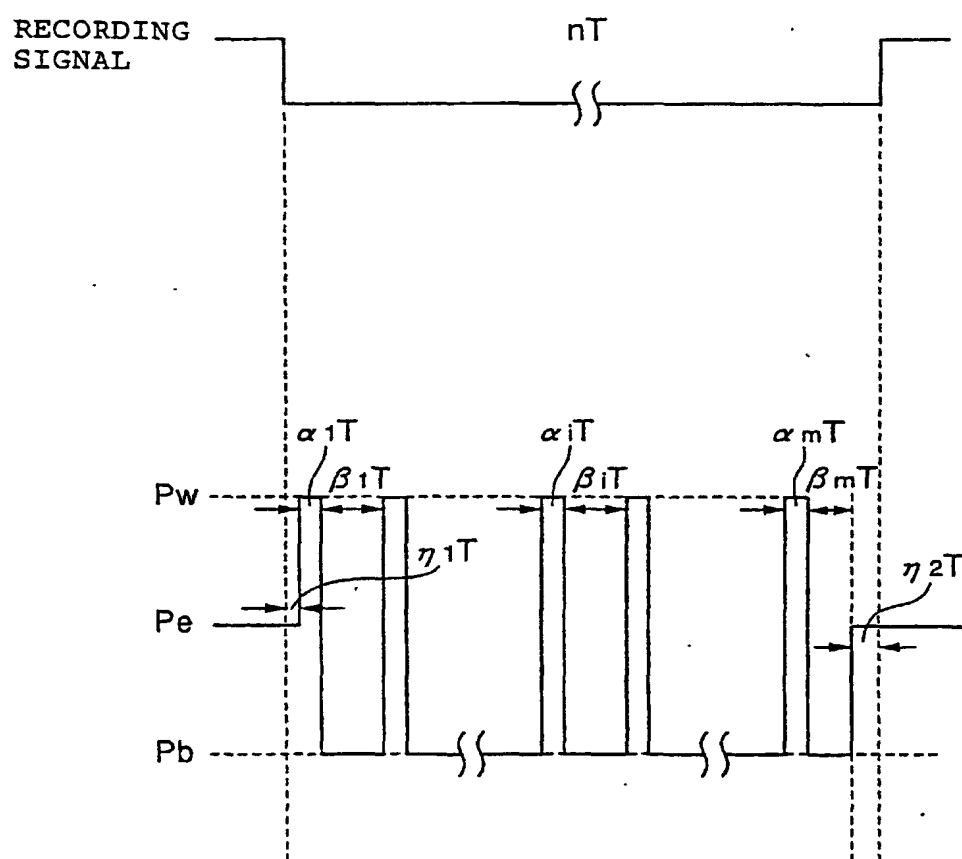 RECORDING
SIGNAL
nT
α1T
αiT
αmT
β1T
βiT
βmT
Pw
η1T
η2T
Pe
Pb